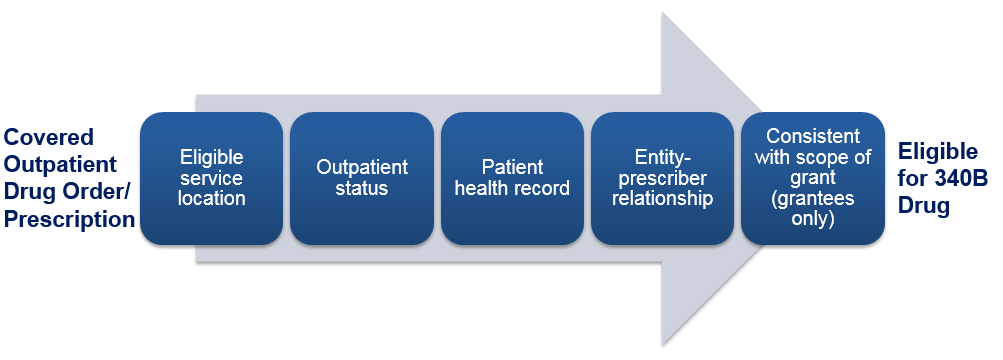 Covered
Outpatient
Drug Order/
Prescription
Eligible
service
location
Outpatient
status
Patient
health record
Entity-
prescriber
relationship
Consistent
with scope of
grant
(grantees
only)
Eligible
for 340B
Drug